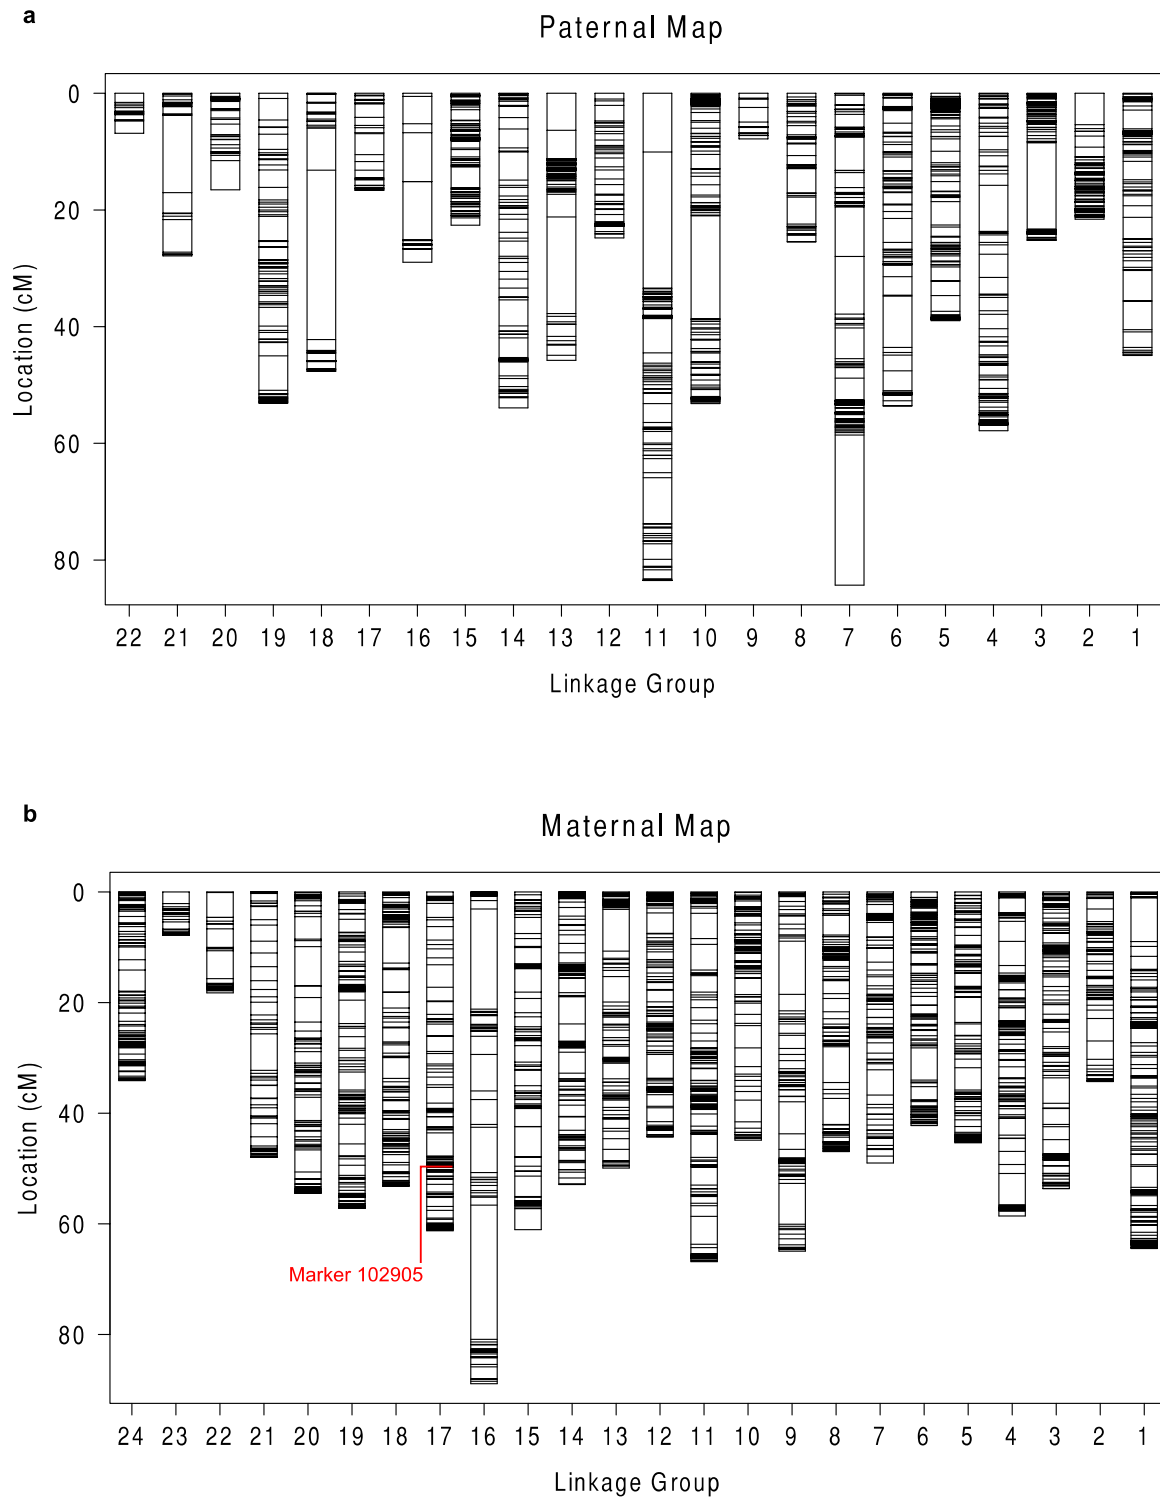 a
Paternal Map
0
20
40
60
80
Location (cM)
22 21 20 19 18 17 16 15 14 13 12 11 10 9 8 7 6 5 4 3 2 1
Linkage Group
b
Maternal Map
0
20
40
60
80
Location (cM)
Marker 102905
24 23 22 21 20 19 18 17 16 15 14 13 12 11 10 9 8 7 6 5 4 3 2 1
Linkage Group